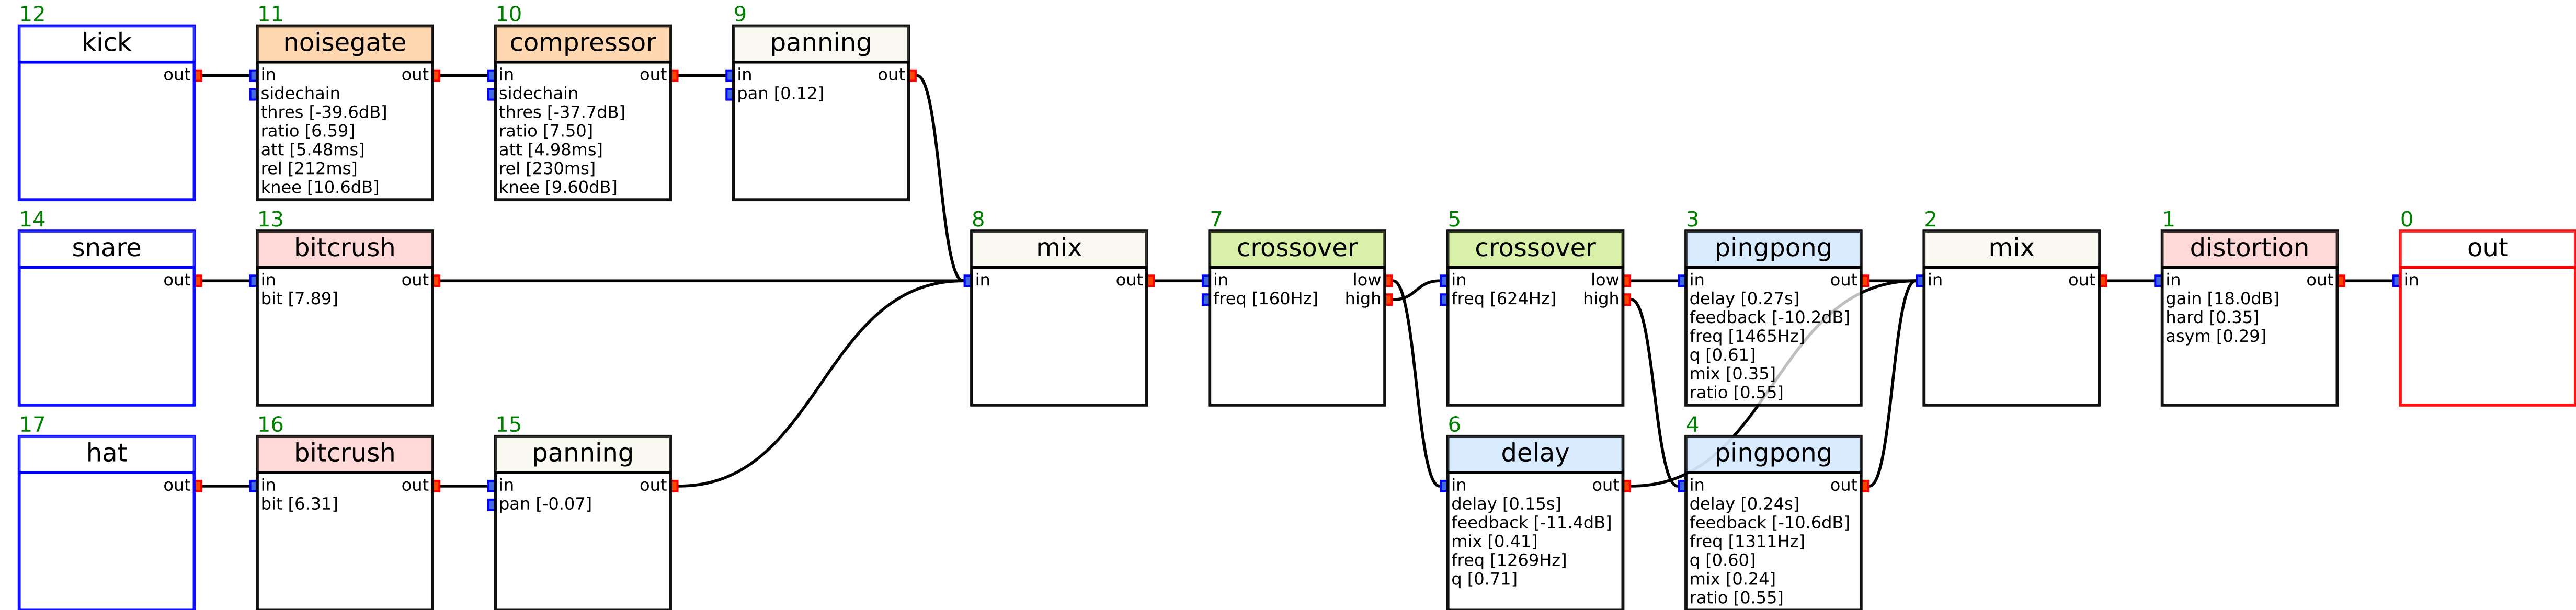 12
kick
out
11
noisegate
in out
sidechain
thres [-39.6dB]
ratio [6.59]
att [5.48ms]
rel [212ms]
knee [10.6dB]
10
compressor
in out
sidechain
thres [-37.7dB]
ratio [7.50]
att [4.98ms]
rel [230ms]
knee [9.60dB]
9
panning
in out
pan [0.12]
14
snare
out
13
bitcrush
in out
bit [7.89]
8
mix
in out
7
crossover
in low
freq [160Hz] high
5
crossover
in low
freq [624Hz] high
3
pingpong
in out
delay [0.27s]
feedback [-10.2dB]
freq [1465Hz]
q [0.61]
mix [0.35]
ratio [0.55]
2
mix
in out
1
distortion
in out
gain [18.0dB]
hard [0.35]
asym [0.29]
0
out
in
17
hat
out
16
bitcrush
in out
bit [6.31]
15
panning
in out
pan [-0.07]
6
delay
in out
delay [0.15s]
feedback [-11.4dB]
mix [0.41]
freq [1269Hz]
q [0.71]
4
pingpong
in out
delay [0.24s]
feedback [-10.6dB]
freq [1311Hz]
q [0.60]
mix [0.24]
ratio [0.55]